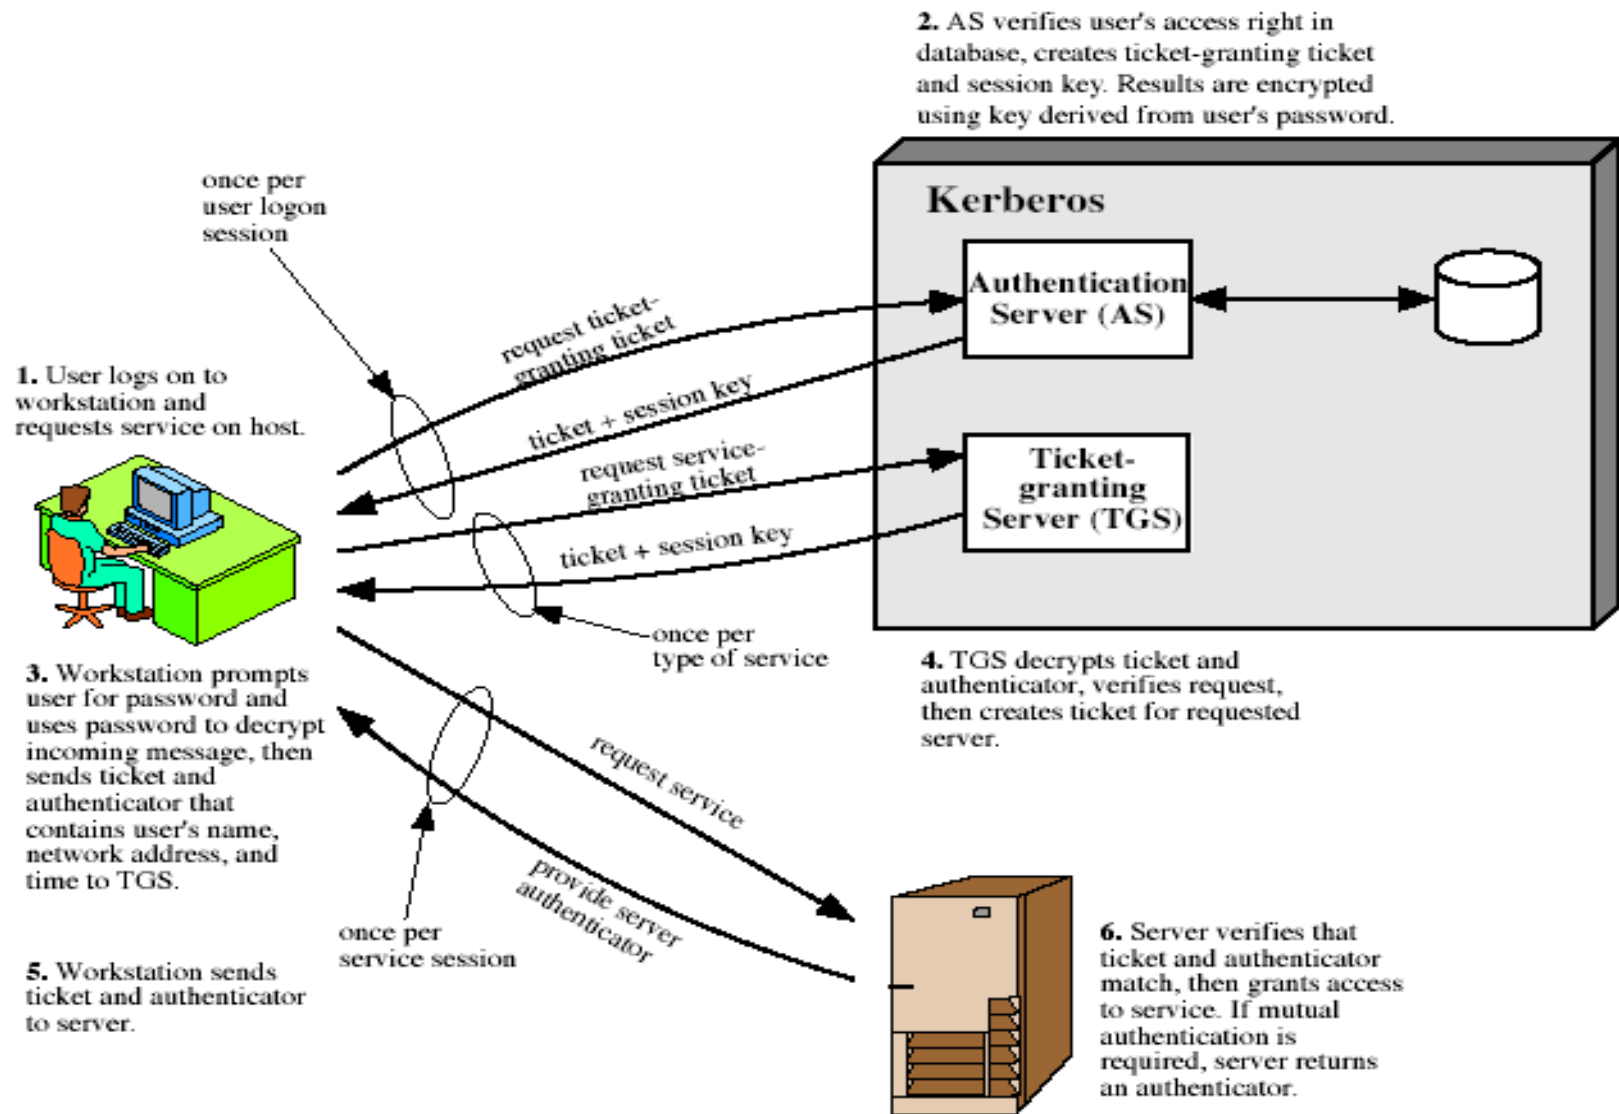 2. AS verifies user's access right in
database, creates ticket-granting ticket
and session key. Results are encrypted
using key derived from user's password.
once per
user logon
session
Kerberos
Authentication
Server (AS)
request ticket-
granting ticket
1. User logs on to
workstation and
requests service on host.
ticket + session key
request service-
granting ticket
Ticket-
granting
Server (TGS)
ticket + session key
once per
type of service
3. Workstation prompts
user for password and
uses password to decrypt
incoming message, then
sends ticket and
authenticator that
contains user's name,
network address, and
time to TGS.
4. TGS decrypts ticket and
authenticator, verifies request,
then creates ticket for requested
server.
request service
provide server
authenticator
once per
service session
5. Workstation sends
ticket and authenticator
to server.
6. Server verifies that
ticket and authenticator
match, then grants access
to service. If mutual
authentication is
required, server returns
an authenticator.